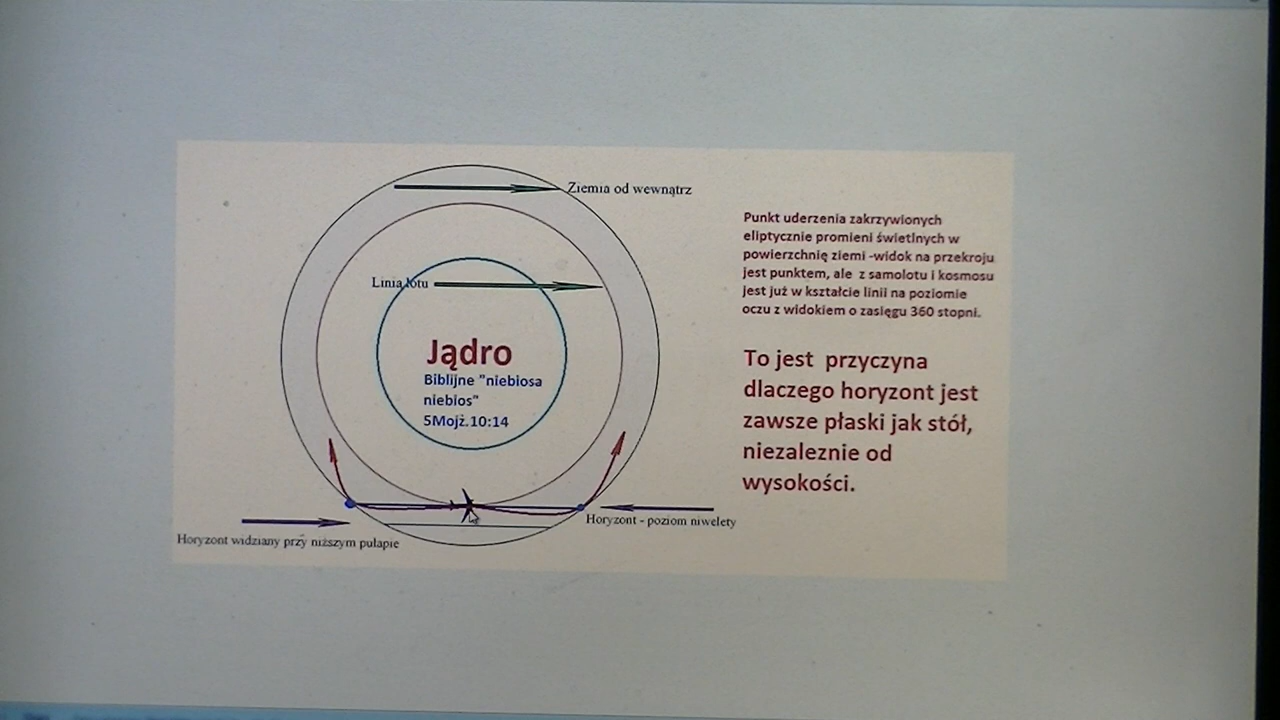 Ziemia od wewnątrz
Linia lotu
Jądro
Biblijne "niebiosa
niebios"
5Mojż.10:14
Horyzont - poziom niwelety
Horyzont widziany przy niższym pułapie
Punkt uderzenia zakrzywionych
eliptycznie promieni świetlnych w
powierzchnię ziemi -widok na przekroju
jest punktem, ale z samolotu i kosmosu
jest już w kształcie linii na poziomie
oczu z widokiem o zasięgu 360 stopni.
To jest przyczyna
dlaczego horyzont jest
zawsze płaski jak stół,
niezaleznie od
wysokości.